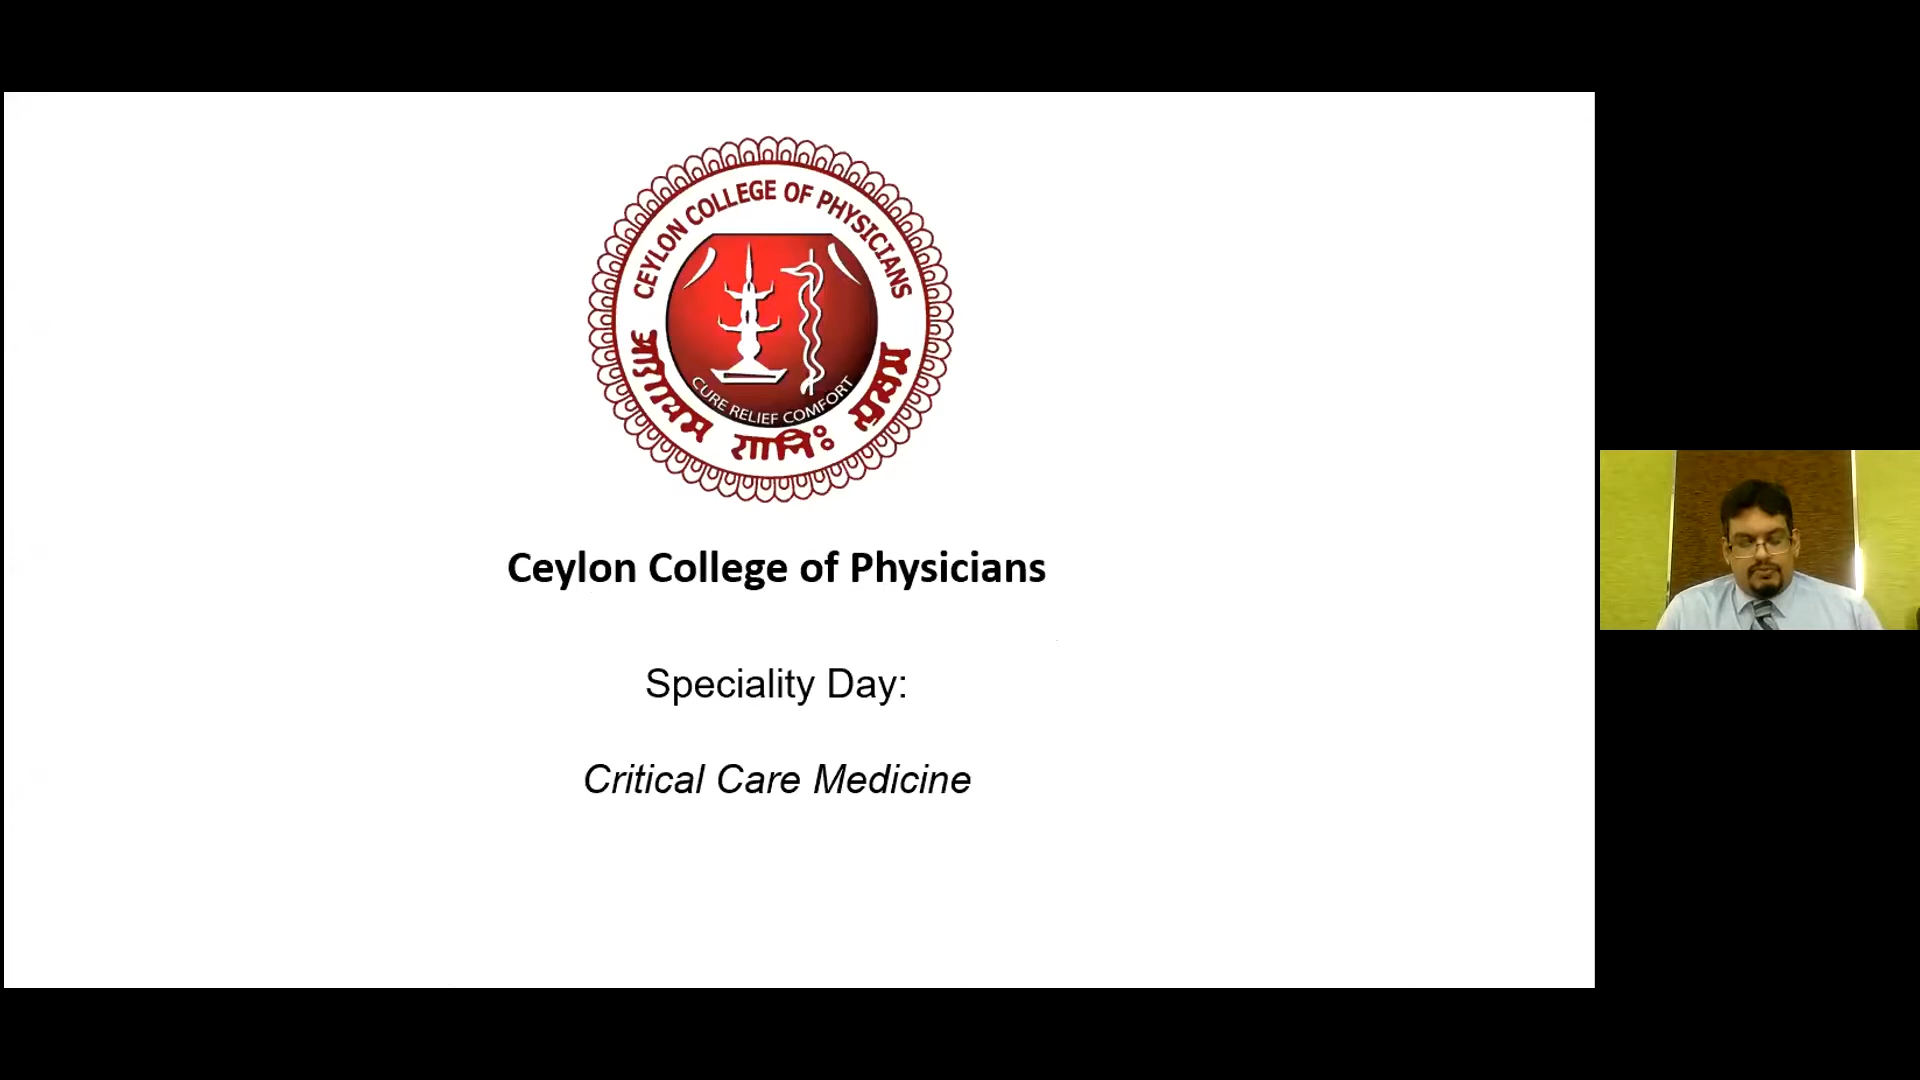 CEYLON COLLEGE OF PHYSICIANS
CURE RELIEF COMFORT
Ceylon College of Physicians
Speciality Day:
Critical Care Medicine